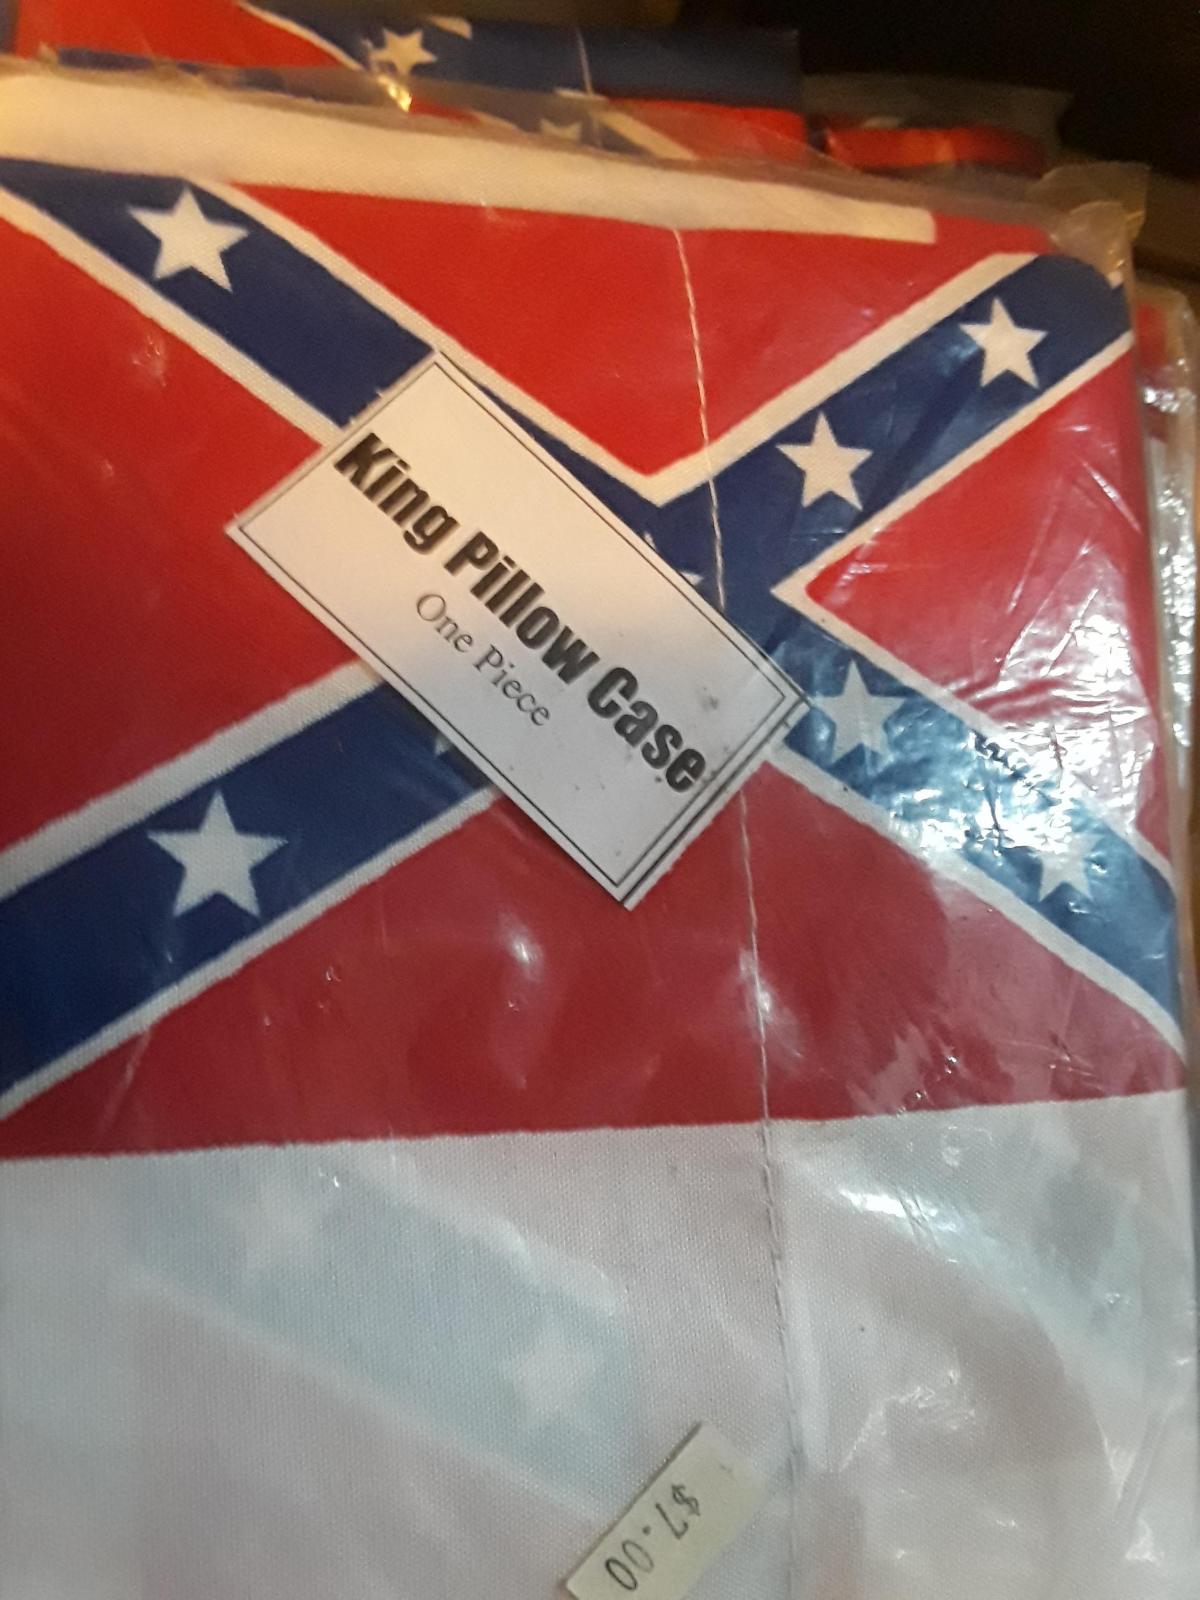 King Pillow Case
One Piece
$7.00